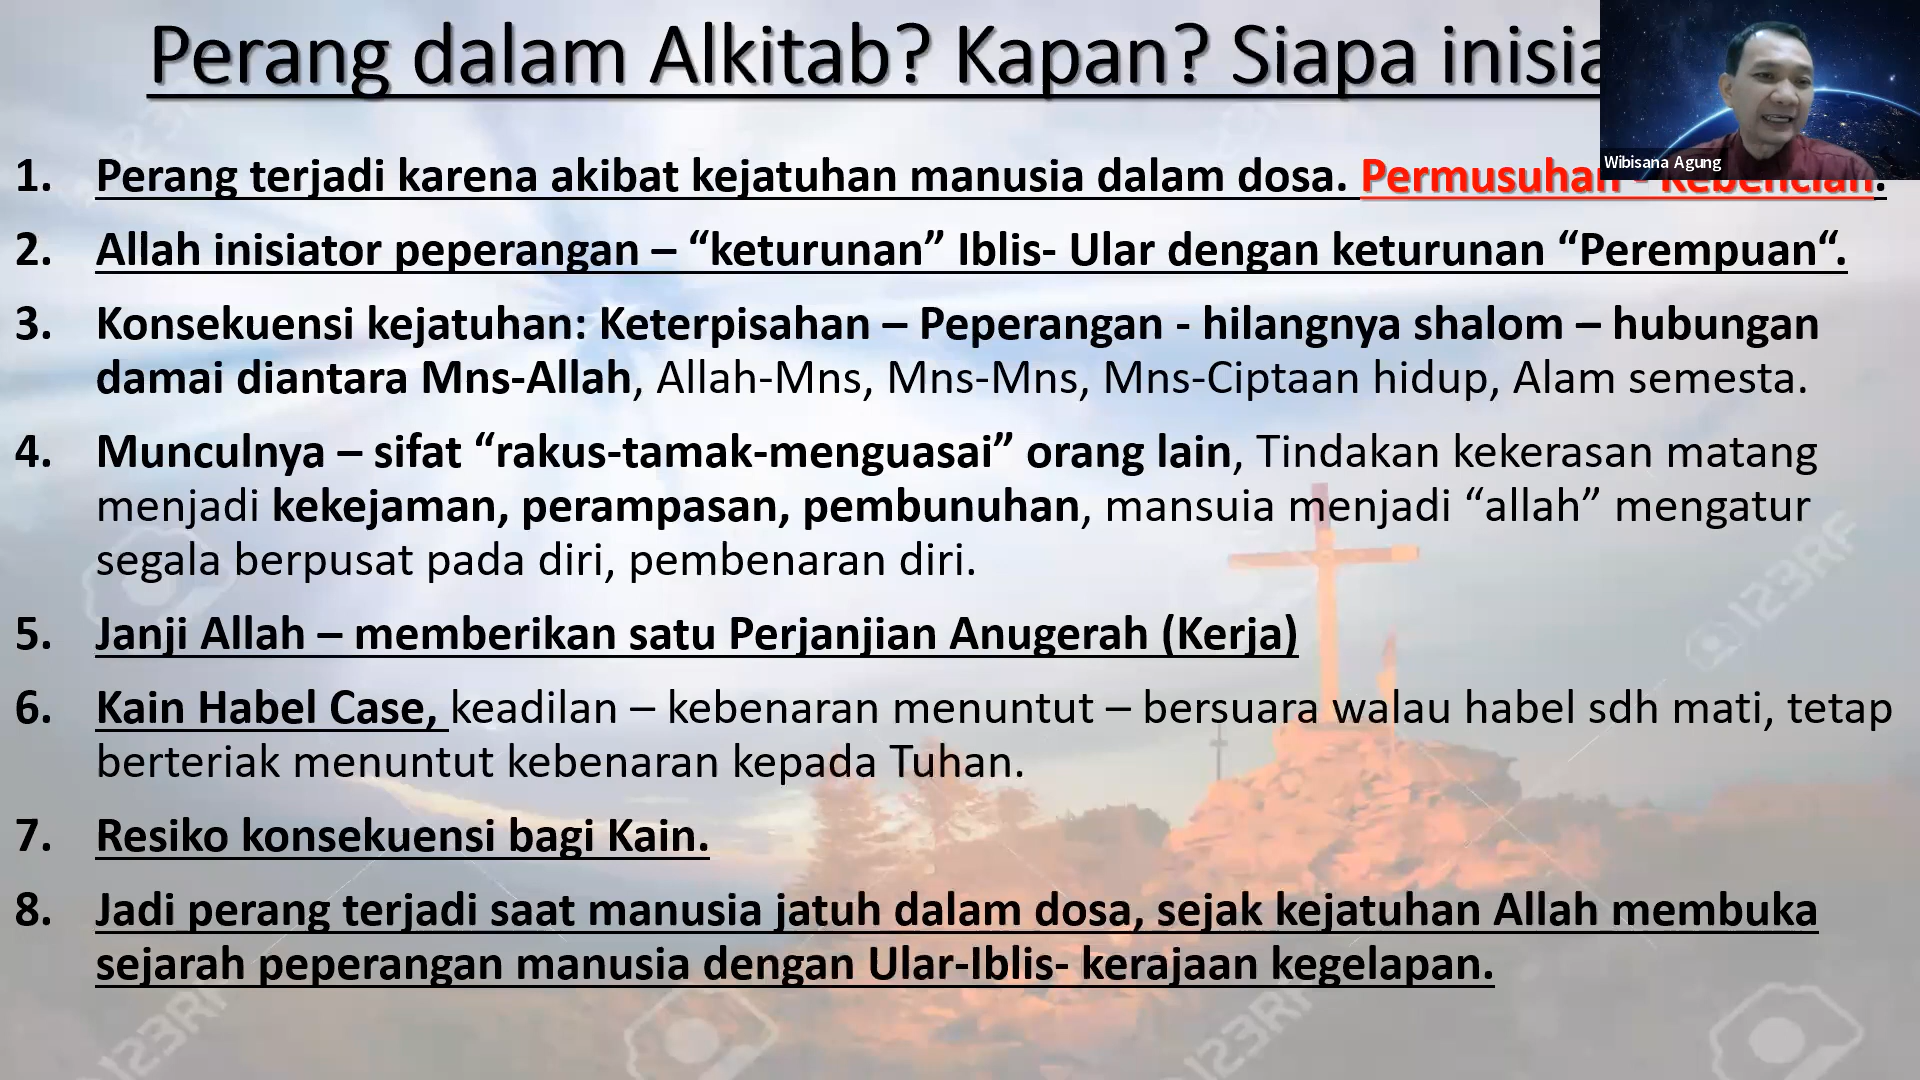 Perang dalam Alkitab? Kapan? Siapa
Wibisana Agung
1. Perang terjadi karena akibat kejatuhan manusia dalam dosa. Permusuhan - Kebencian.
2. Allah inisiator peperangan – “keturunan” Iblis- Ular dengan keturunan “Perempuan“.
3. Konsekuensi kejatuhan: Keterpisahan – Peperangan - hilangnya shalom – hubungan
damai diantara Mns-Allah, Allah-Mns, Mns-Mns, Mns-Ciptaan hidup, Alam semesta.
4. Munculnya – sifat “rakus-tamak-menguasai” orang lain, Tindakan kekerasan matang
menjadi kekejaman, perampasan, pembunuhan, mansuia menjadi “allah” mengatur
segala berpusat pada diri, pembenaran diri.
5. Janji Allah – memberikan satu Perjanjian Anugerah (Kerja)
6. Kain Habel Case, keadilan – kebenaran menuntut – bersuara walau habel sdh mati, tetap
berteriak menuntut kebenaran kepada Tuhan.
7. Resiko konsekuensi bagi Kain.
8. Jadi perang terjadi saat manusia jatuh dalam dosa, sejak kejatuhan Allah membuka
sejarah peperangan manusia dengan Ular-Iblis- kerajaan kegelapan.
123RF
123RF
123RF